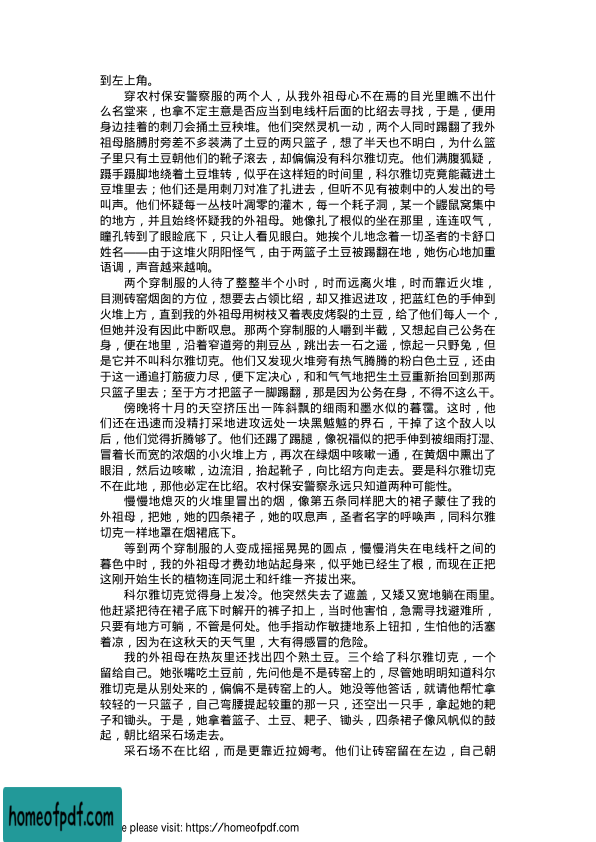 到左上角。
穿农村保安警察服的两个人，从我外祖母心不在焉的目光里瞧不出什
么名堂来，也拿不定主意是否应当到电线杆后面的比绍去寻找，于是，便用
身边挂着的刺刀会捅土豆秧堆。他们突然灵机一动，两个人同时踢翻了我外
祖母胳膊肘旁差不多装满了土豆的两只篮子，想了半天也不明白，为什么篮
子里只有土豆朝他们的靴子滚去，却偏偏没有科尔雅切克。他们满腹狐疑，
蹑手蹑脚地绕着土豆堆转，似乎在这样短的时间里，科尔雅切克竟能藏进土
豆堆里去；他们还是用刺刀对准了扎进去，但听不见有被刺中的人发出的号
叫声。他们怀疑每一丛枝叶凋零的灌木，每一个耗子洞，某一个鼹鼠窝集中
的地方，并且始终怀疑我的外祖母。她像扎了根似的坐在那里，连连叹气，
瞳孔转到了眼睑底下，只让人看见眼白。她挨个儿地念着一切圣者的卡舒口
姓名——由于这堆火阴阳怪气，由于两篮子土豆被踢翻在地，她伤心地加重
语调，声音越来越响。
两个穿制服的人待了整整半个小时，时而远离火堆，时而靠近火堆，
目测砖窑烟囱的方位，想要去占领比绍，却又推迟进攻，把蓝红色的手伸到
火堆上方，直到我的外祖母用树枝又着表皮烤裂的土豆，给了他们每人一个，
但她并没有因此中断叹息。那两个穿制服的人嚼到半截，又想起自己公务在
身，便在地里，沿着窄道旁的荆豆丛，跳出去一石之遥，惊起一只野兔，但
是它并不叫科尔雅切克。他们又发现火堆旁有热气腾腾的粉白色土豆，还由
于这一通追打筋疲力尽，便下定决心，和和气气地把生土豆重新抬回到那两
只篮子里去；至于方才把篮子一脚踢翻，那是因为公务在身，不得不这么干。
傍晚将十月的天空挤压出一阵斜飘的细雨和墨水似的暮霭。这时，他
们还在迅速而没精打采地进攻远处一块黑魆魆的界石，干掉了这个敌人以
后，他们觉得折腾够了。他们还踢了踢腿，像祝福似的把手伸到被细雨打湿、
冒着长而宽的浓烟的小火堆上方，再次在绿烟中咳嗽一通，在黄烟中熏出了
眼泪，然后边咳嗽，边流泪，抬起靴子，向比绍方向走去。要是科尔雅切克
不在此地，那他必定在比绍。农村保安警察永远只知道两种可能性。
慢慢地熄灭的火堆里冒出的烟，像第五条同样肥大的裙子蒙住了我的
外祖母，把她，她的四条裙子，她的叹息声，圣者名字的呼唤声，同科尔雅
切克一样地罩在烟裙底下。
等到两个穿制服的人变成摇摇晃晃的圆点，慢慢消失在电线杆之间的
暮色中时，我的外祖母才费劲地站起身来，似乎她已经生了根，而现在正把
这刚开始生长的植物连同泥土和纤维一齐拔出来。
科尔雅切克觉得身上发冷。他突然失去了遮盖，又矮又宽地躺在雨里。
他赶紧把待在裙子底下时解开的裤子扣上，当时他害怕，急需寻找避难所，
只要有地方可躺，不管是何处。他手指动作敏捷地系上钮扣，生怕他的活塞
着凉，因为在这秋天的天气里，大有得感冒的危险。
我的外祖母在热灰里还找出四个熟土豆。三个给了科尔雅切克，一个
留给自己。她张嘴吃土豆前，先问他是不是砖窑上的，尽管她明明知道科尔
雅切克是从别处来的，偏偏不是砖窑上的人。她没等他答话，就请他帮忙拿
较轻的一只篮子，自己弯腰提起较重的那一只，还空出一只手，拿起她的耙
子和锄头。于是，她拿着篮子、土豆、耙子、锄头，四条裙子像风帆似的鼓
起，朝比绍采石场走去。
采石场不在比绍，而是更靠近拉姆考。他们让砖窑留在左边，自己朝
homeofpdf.com
e please visit: https://homeofpdf.com